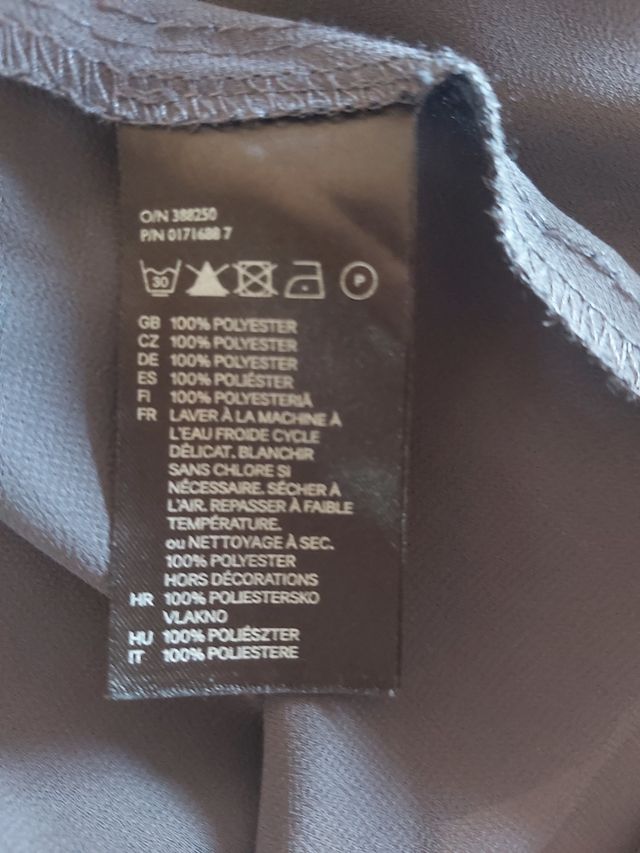 O/N 388250
P/N 0171688 7
30 P
GB 100% POLYESTER
CZ 100% POLYESTER
DE 100% POLYESTER
ES 100% POLIÉSTER
FI 100% POLYESTERIÄ
FR LAVER À LA MACHINE À
L'EAU FROIDE CYCLE
DÉLICAT. BLANCHIR
SANS CHLORE SI
NÉCESSAIRE. SÉCHER À
L'AIR. REPASSER À FAIBLE
TEMPÉRATURE.
ou NETTOYAGE À SEC.
100% POLYESTER
HORS DÉCORATIONS
HR 100% POLIESTERSKO
VLAKNO
HU 100% POLIÉSZTER
IT 100% POLIESTERE